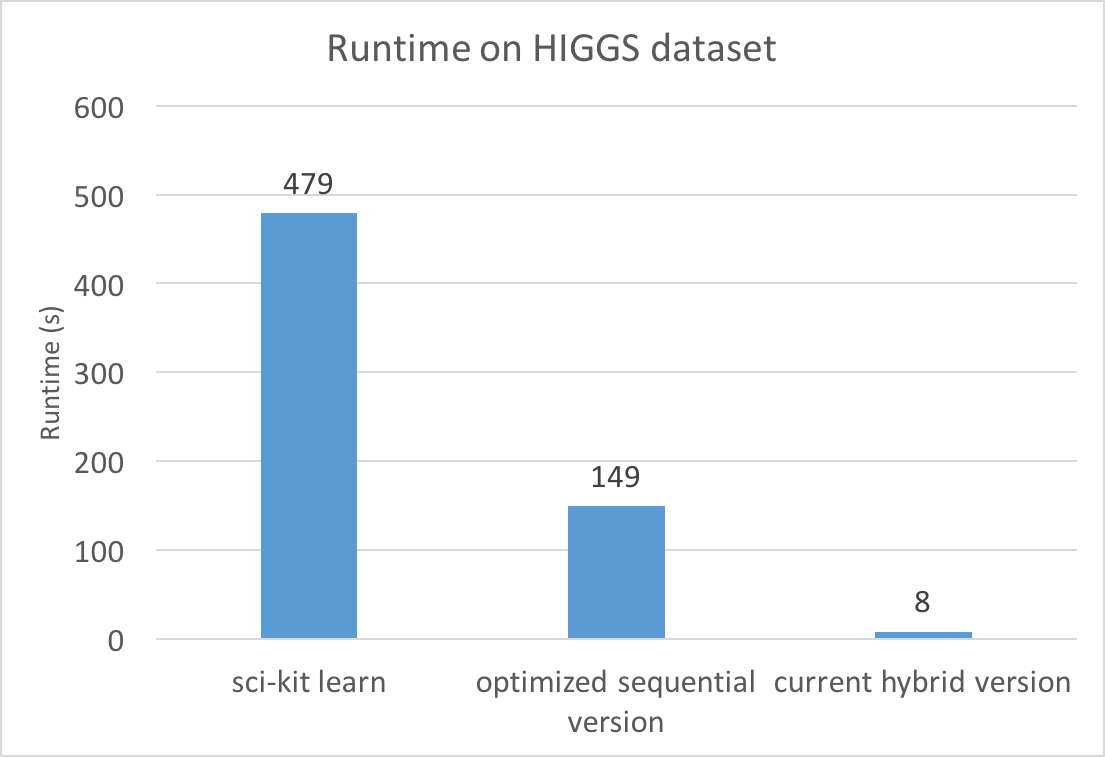 Runtime on HIGGS dataset
Runtime (s)
600
500
400
300
200
100
0
479
149
8
sci-kit learn
optimized sequential
version
current hybrid version